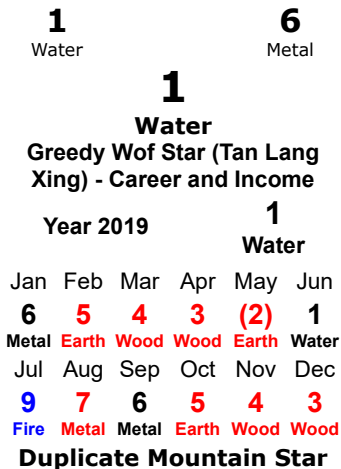 1 6
Water Metal
1
Water
Greedy Wof Star (Tan Lang
Xing) - Career and Income
Year 2019 1
Water
Jan Feb Mar Apr May Jun
6 5 4 3 (2) 1
Metal Earth Wood Wood Earth Water
Jul Aug Sep Oct Nov Dec
9 7 6 5 4 3
Fire Metal Metal Earth Wood Wood
Duplicate Mountain Star